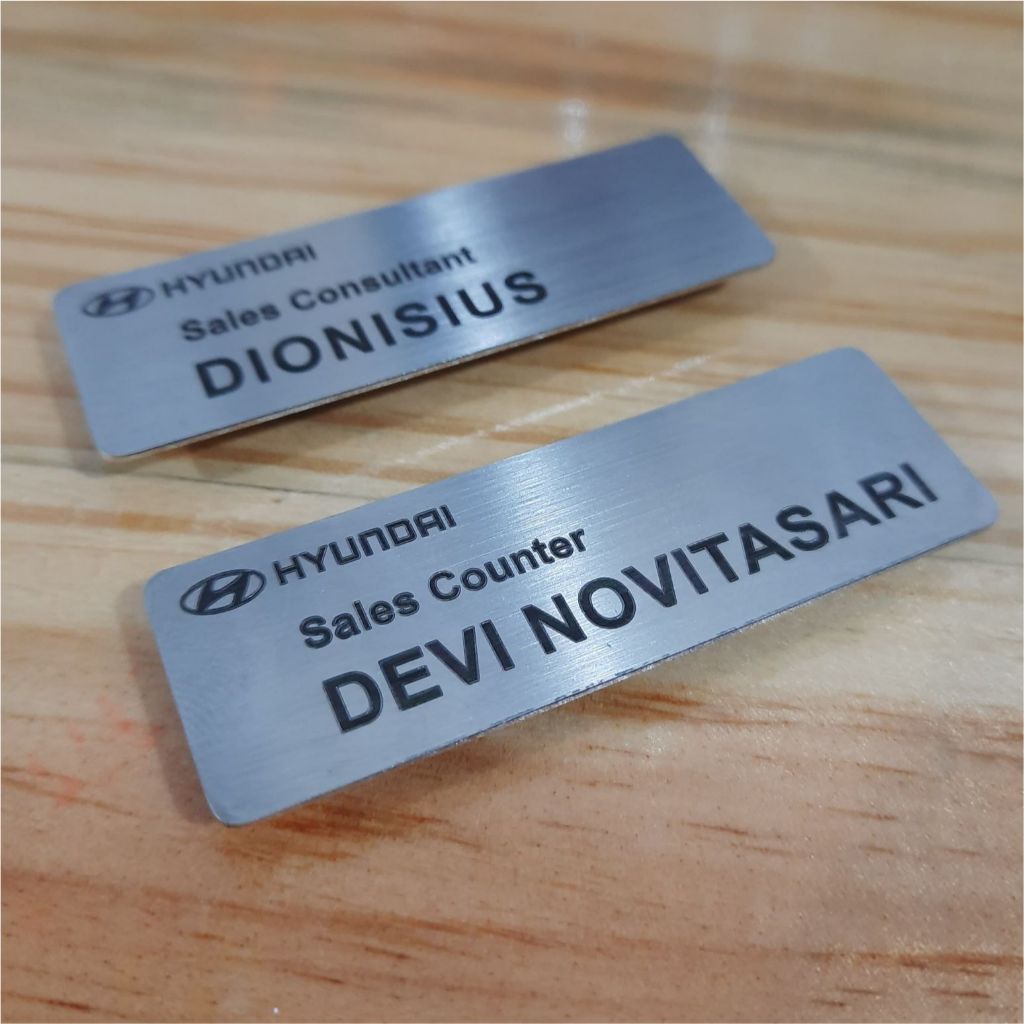 HYUNDAI
Sales Consultant
DIONISIUS
HYUNDAI
Sales Counter
DEVI NOVITASARI